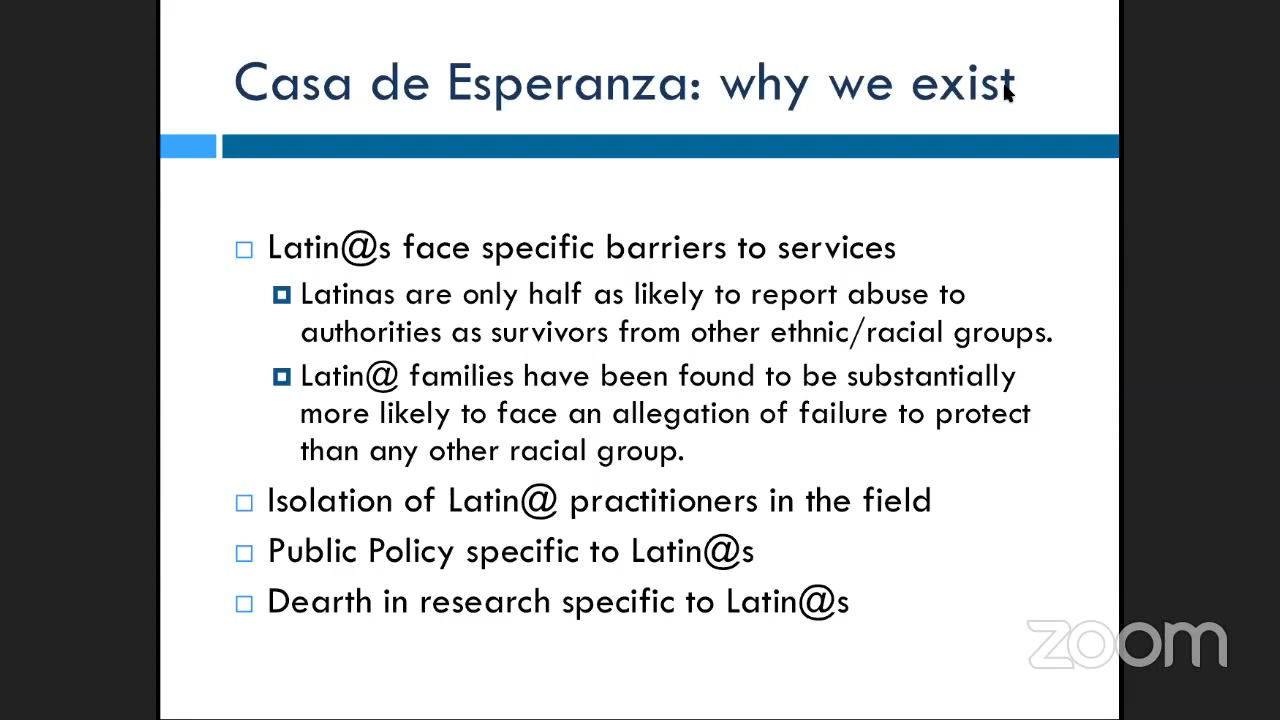 Casa de Esperanza: why we exist
Latin@s face specific barriers to services
Latinas are only half as likely to report abuse to
authorities as survivors from other ethnic/racial groups.
Latin@ families have been found to be substantially
more likely to face an allegation of failure to protect
than any other racial group.
Isolation of Latin@ practitioners in the field
Public Policy specific to Latin@s
Dearth in research specific to Latin@s
zoom